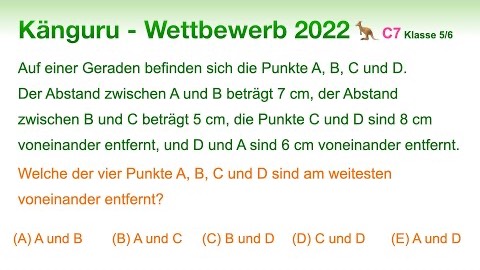 Känguru - Wettbewerb 2022 C7 Klasse 5/6
Auf einer Geraden befinden sich die Punkte A, B, C und D.
Der Abstand zwischen A und B beträgt 7 cm, der Abstand
zwischen B und C beträgt 5 cm, die Punkte C und D sind 8 cm
voneinander entfernt, und D und A sind 6 cm voneinander entfernt.
Welche der vier Punkte A, B, C und D sind am weitesten
voneinander entfernt?
(A) A und B (B) A und C (C) B und D (D) C und D (E) A und D